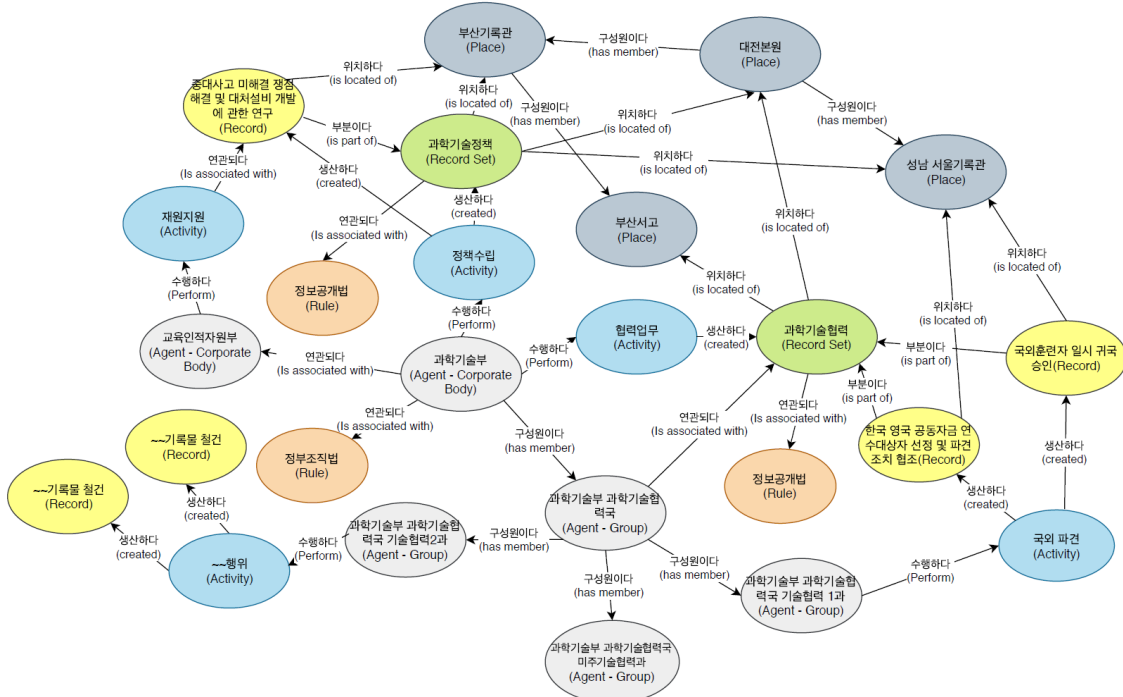 부산기록관
(Place)
구성원이다
(has member)
대전본원
(Place)
위치하다
(is located of)
중대사고 미해결 쟁점
해결 및 대처설비 개발
에 관한 연구
(Record)
위치하다
(is located of)
구성원이다
(has member)
구성원이다
(has member)
부분이다
(is part of)
과학기술정책
(Record Set)
위치하다
(is located of)
위치하다
(is located of)
성남 서울기록관
(Place)
연관되다
(Is associated with)
생산하다
(created)
생산하다
(created)
위치하다
(is located of)
재원지원
(Activity)
연관되다
(Is associated with)
정책수립
(Activity)
부산서고
(Place)
위치하다
(is located of)
위치하다
(is located of)
정보공개법
(Rule)
위치하다
(is located of)
수행하다
(Perform)
수행하다
(Perform)
교육인적자원부
(Agent - Corporate
Body)
연관되다
(Is associated with)
과학기술부
(Agent - Corporate
Body)
수행하다
(Perform)
협력업무
(Activity)
생산하다
(created)
과학기술협력
(Record Set)
부분이다
(is part of)
국외훈련자 일시 귀국
승인(Record)
부분이다
(is part of)
연관되다
(Is associated with)
구성원이다
(has member)
연관되다
(Is associated with)
연관되다
(Is associated with)
한국 영국 공동자금 연
수대상자 선정 및 파견
조치 협조(Record)
~~기록물 철건
(Record)
정부조직법
(Rule)
정보공개법
(Rule)
생산하다
(created)
~~기록물 철건
(Record)
생산하다
(created)
과학기술부 과학기술협
력국
(Agent - Group)
생산하다
(created)
생산하다
(created)
과학기술부 과학기술협
력국 기술협력2과
(Agent - Group)
구성원이다
(has member)
국외 파견
(Activity)
수행하다
(Perform)
~~행위
(Activity)
구성원이다
(has member)
구성원이다
(has member)
과학기술부 과학기술협
력국 기술협력 1과
(Agent - Group)
수행하다
(Perform)
과학기술부 과학기술협력국
미주기술협력과
(Agent - Group)